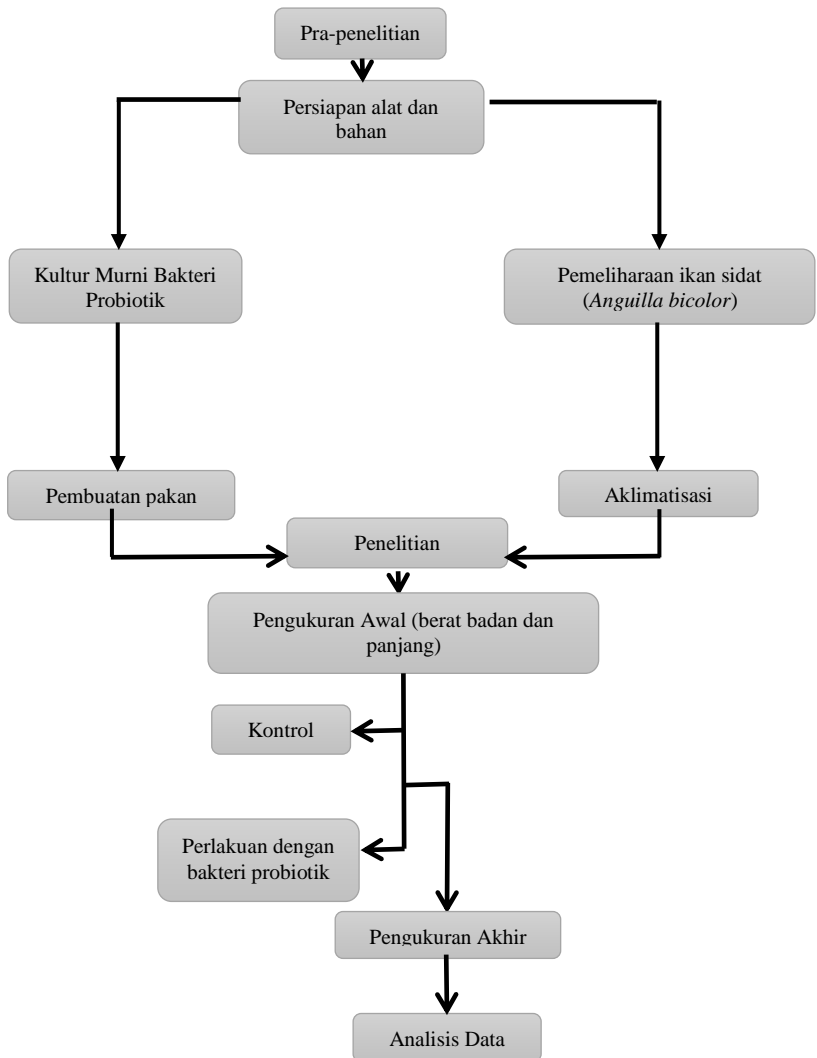 Pra-penelitian
Persiapan alat dan
bahan
Kultur Murni Bakteri
Probiotik
Pemeliharaan ikan sidat
(Anguilla bicolor)
Pembuatan pakan
Aklimatisasi
Penelitian
Pengukuran Awal (berat badan dan
panjang)
Kontrol
Perlakuan dengan
bakteri probiotik
Pengukuran Akhir
Analisis Data